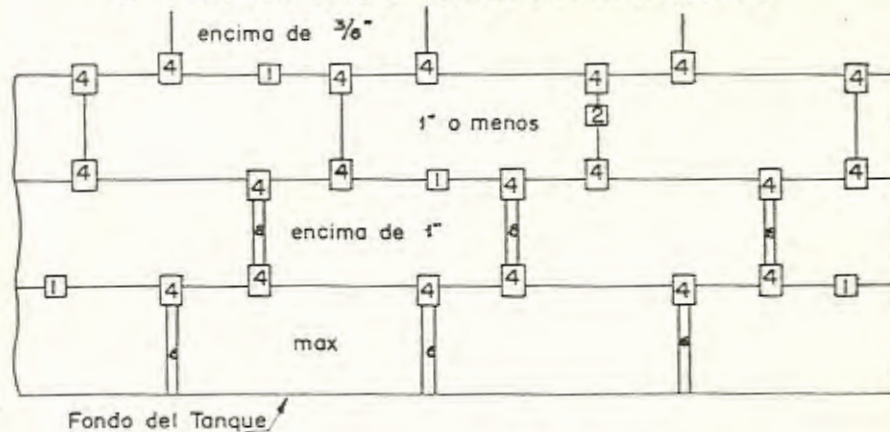 encima de 3/8"
4 4 1 4 4 4 4 4
1" o menos 2
4 4 4 1 4 4 4 4
encima de 1"
1 4 4 4 4 4 4 1
max
Fondo del Tanque